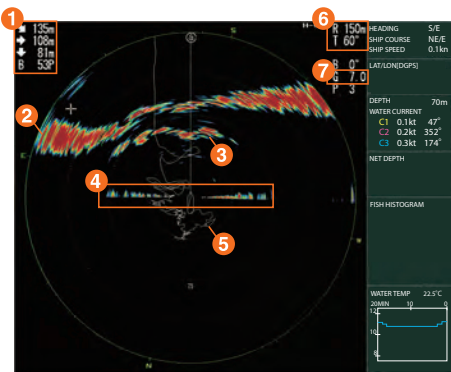 1
135m
108m
81m
B 53P
6
R 150m
T 60°
7
B 0°
G 7.0
P 3
2
3
4
5
HEADING S/E
SHIP COURSE NE/E
SHIP SPEED 0.1kn
LAT/LON[DGPS]
DEPTH 70m
WATER CURRENT
C1 0.1kt 47°
C2 0.2kt 352°
C3 0.3kt 174°
NET DEPTH
FISH HISTOGRAM
WATER TEMP 22.5°C
20MIN 10 0
12
10
8